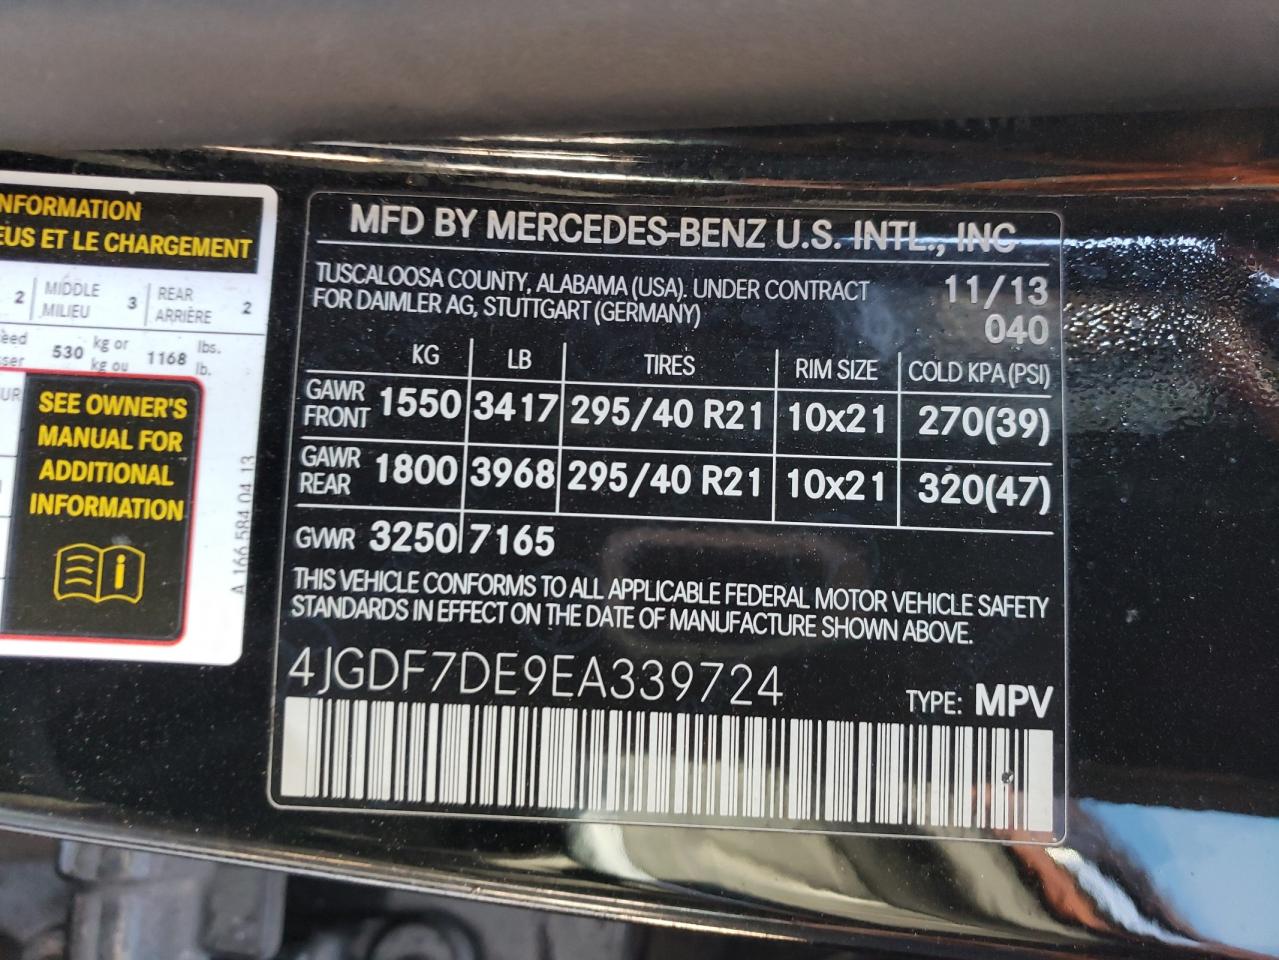 NFORMATION
EUS ET LE CHARGEMENT
2 MIDDLE MILIEU 3 REAR ARRIÈRE 2
530 kg or kg ou 1168 lbs. lb.
SEE OWNER'S
MANUAL FOR
ADDITIONAL
INFORMATION
i
A 166 584 04 13
MFD BY MERCEDES-BENZ U.S. INTL., INC
TUSCALOOSA COUNTY, ALABAMA (USA). UNDER CONTRACT 11/13
FOR DAIMLER AG, STUTTGART (GERMANY) 040
KG LB TIRES RIM SIZE COLD KPA (PSI)
GAWR FRONT 1550 3417 295/40 R21 10x21 270(39)
GAWR REAR 1800 3968 295/40 R21 10x21 320(47)
GVWR 3250 7165
THIS VEHICLE CONFORMS TO ALL APPLICABLE FEDERAL MOTOR VEHICLE SAFETY
STANDARDS IN EFFECT ON THE DATE OF MANUFACTURE SHOWN ABOVE.
4JGDF7DE9EA339724 TYPE: MPV